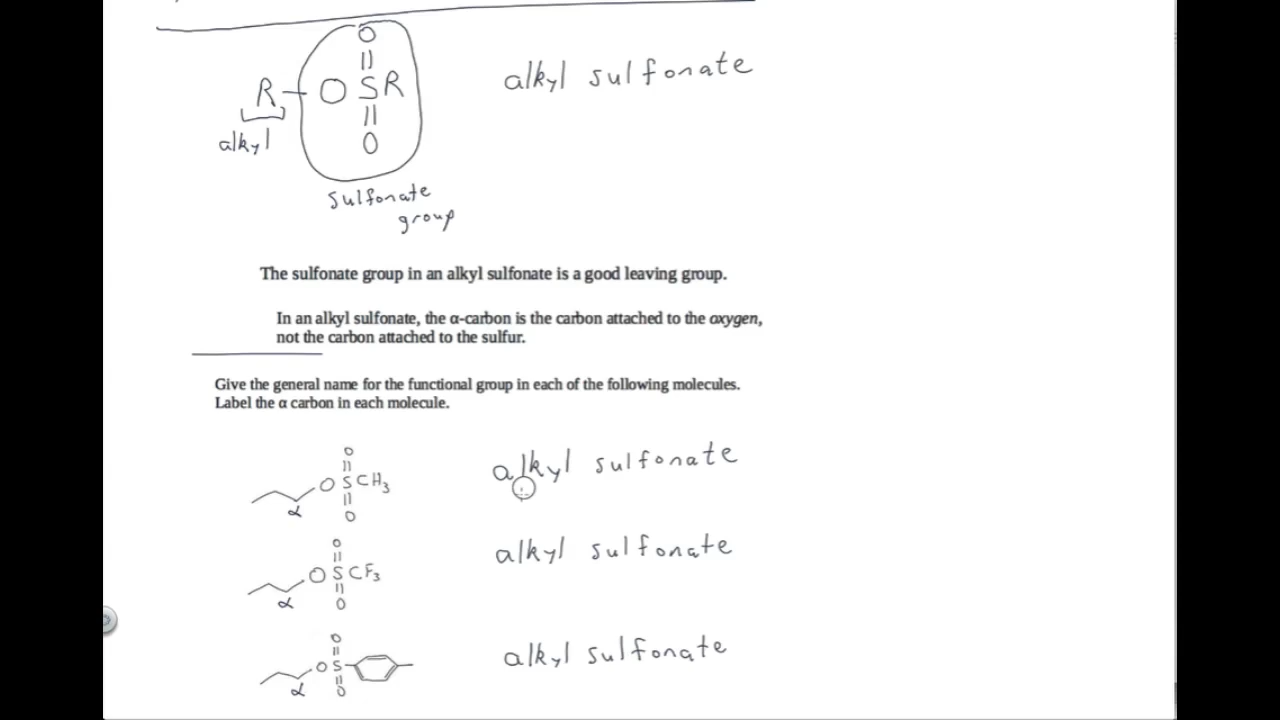 O
||
R - O S R
||
O
alkyl
alkyl sulfonate
sulfonate
group
The sulfonate group in an alkyl sulfonate is a good leaving group.
In an alkyl sulfonate, the α-carbon is the carbon attached to the oxygen,
not the carbon attached to the sulfur.
Give the general name for the functional group in each of the following molecules.
Label the α carbon in each molecule.
O
||
O S CH3
||
O
α
alkyl sulfonate
O
||
O S CF3
||
O
α
alkyl sulfonate
O
||
O S
||
O
α
alkyl sulfonate